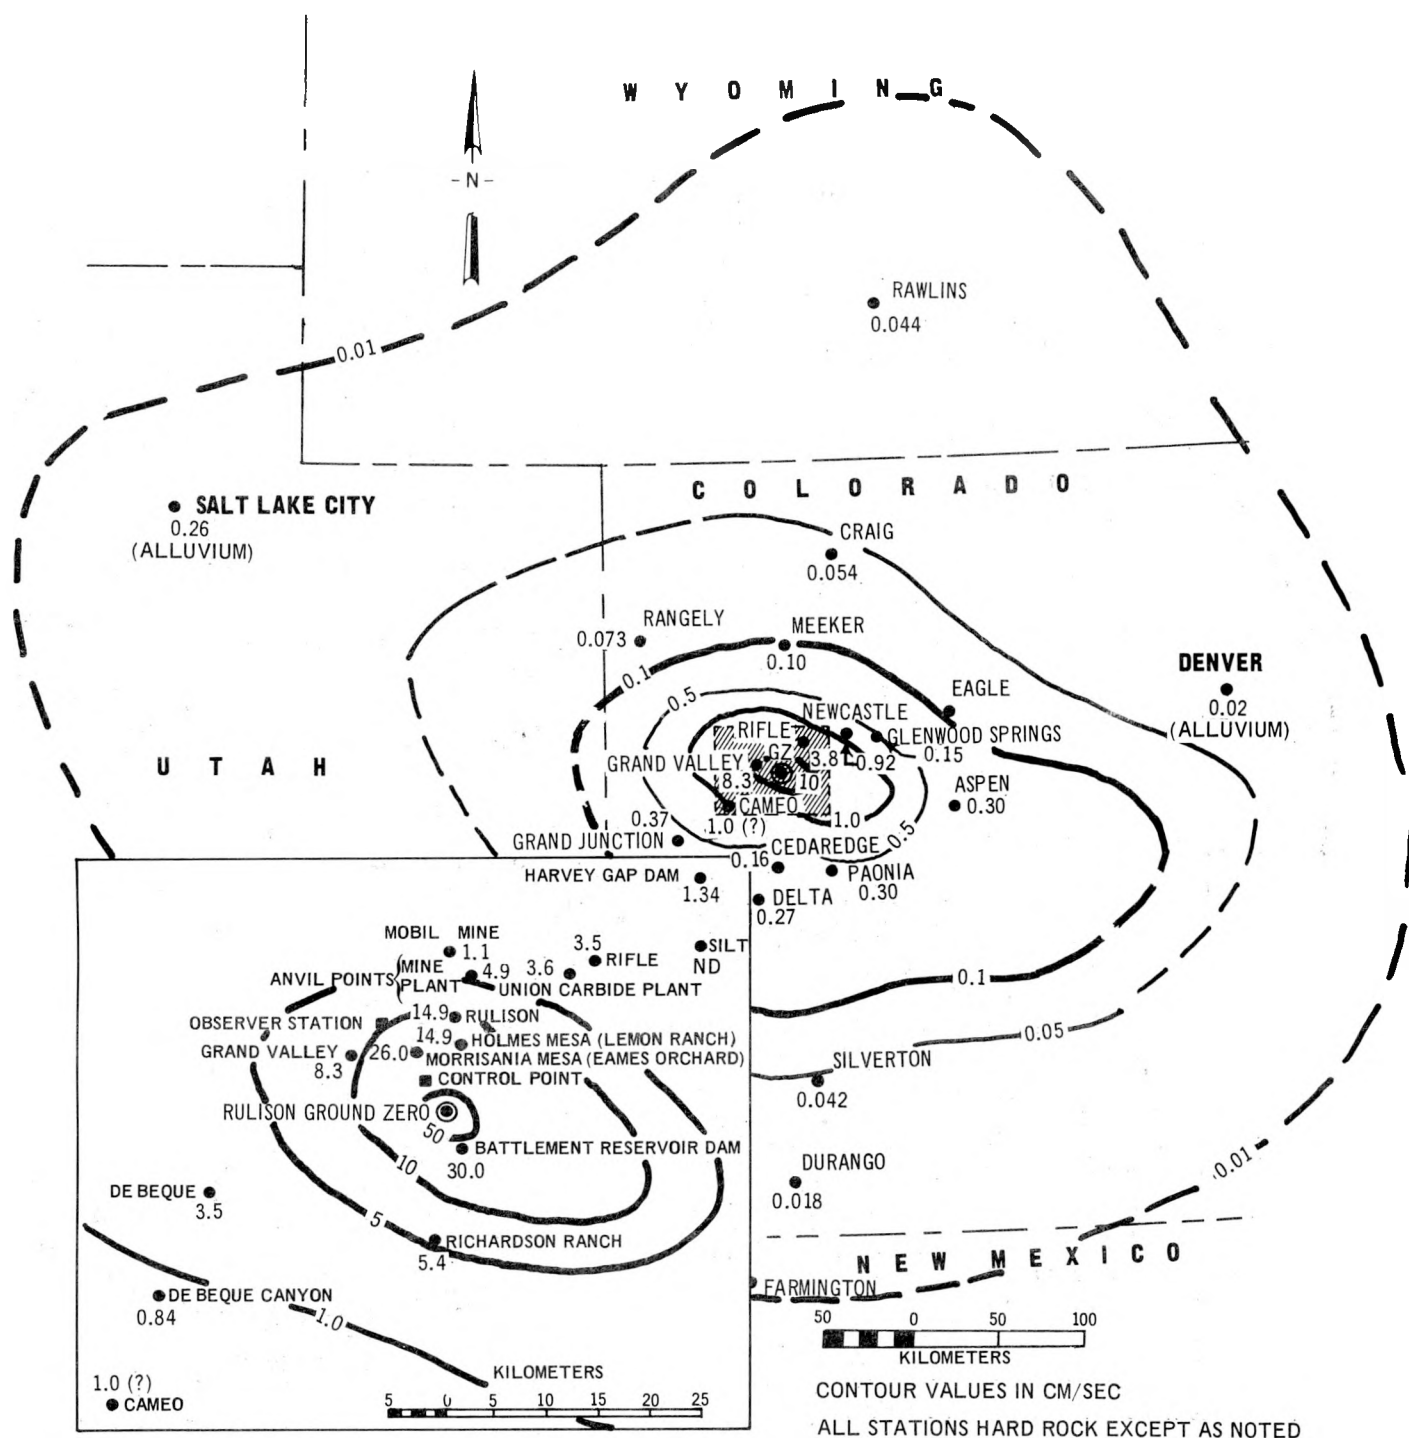 W Y O M I N G
- N -
RAWLINS
0.044
0.01
C O L O R A D O
SALT LAKE CITY
0.26
(ALLUVIUM)
CRAIG
0.054
RANGELY
0.073
MEEKER
0.10
DENVER
0.02
(ALLUVIUM)
0.1
EAGLE
0.5
NEWCASTLE
RIFLE
GLENWOOD SPRINGS
0.15
GZ
3.8
0.92
U T A H
GRAND VALLEY
8.3
10
ASPEN
0.30
CAMEO
1.0 (?)
1.0
0.37
0.5
GRAND JUNCTION
CEDAREDGE
0.16
HARVEY GAP DAM
1.34
PAONIA
0.30
DELTA
0.27
MOBIL MINE
1.1
3.5
RIFLE
SILT
ND
ANVIL POINTS
MINE
PLANT
4.9
3.6
UNION CARBIDE PLANT
0.1
14.9
RULISON
OBSERVER STATION
14.9
HOLMES MESA (LEMON RANCH)
0.05
GRAND VALLEY
8.3
26.0
MORRISANIA MESA (EAMES ORCHARD)
SILVERTON
0.042
CONTROL POINT
RULISON GROUND ZERO
50
BATTLEMENT RESERVOIR DAM
30.0
10
DURANGO
0.018
0.01
DE BEQUE
3.5
5
RICHARDSON RANCH
5.4
N E W M E X I C O
FARMINGTON
DE BEQUE CANYON
0.84
1.0
50 0 50 100
KILOMETERS
KILOMETERS
5 0 5 10 15 20 25
1.0 (?)
CAMEO
CONTOUR VALUES IN CM/SEC
ALL STATIONS HARD ROCK EXCEPT AS NOTED